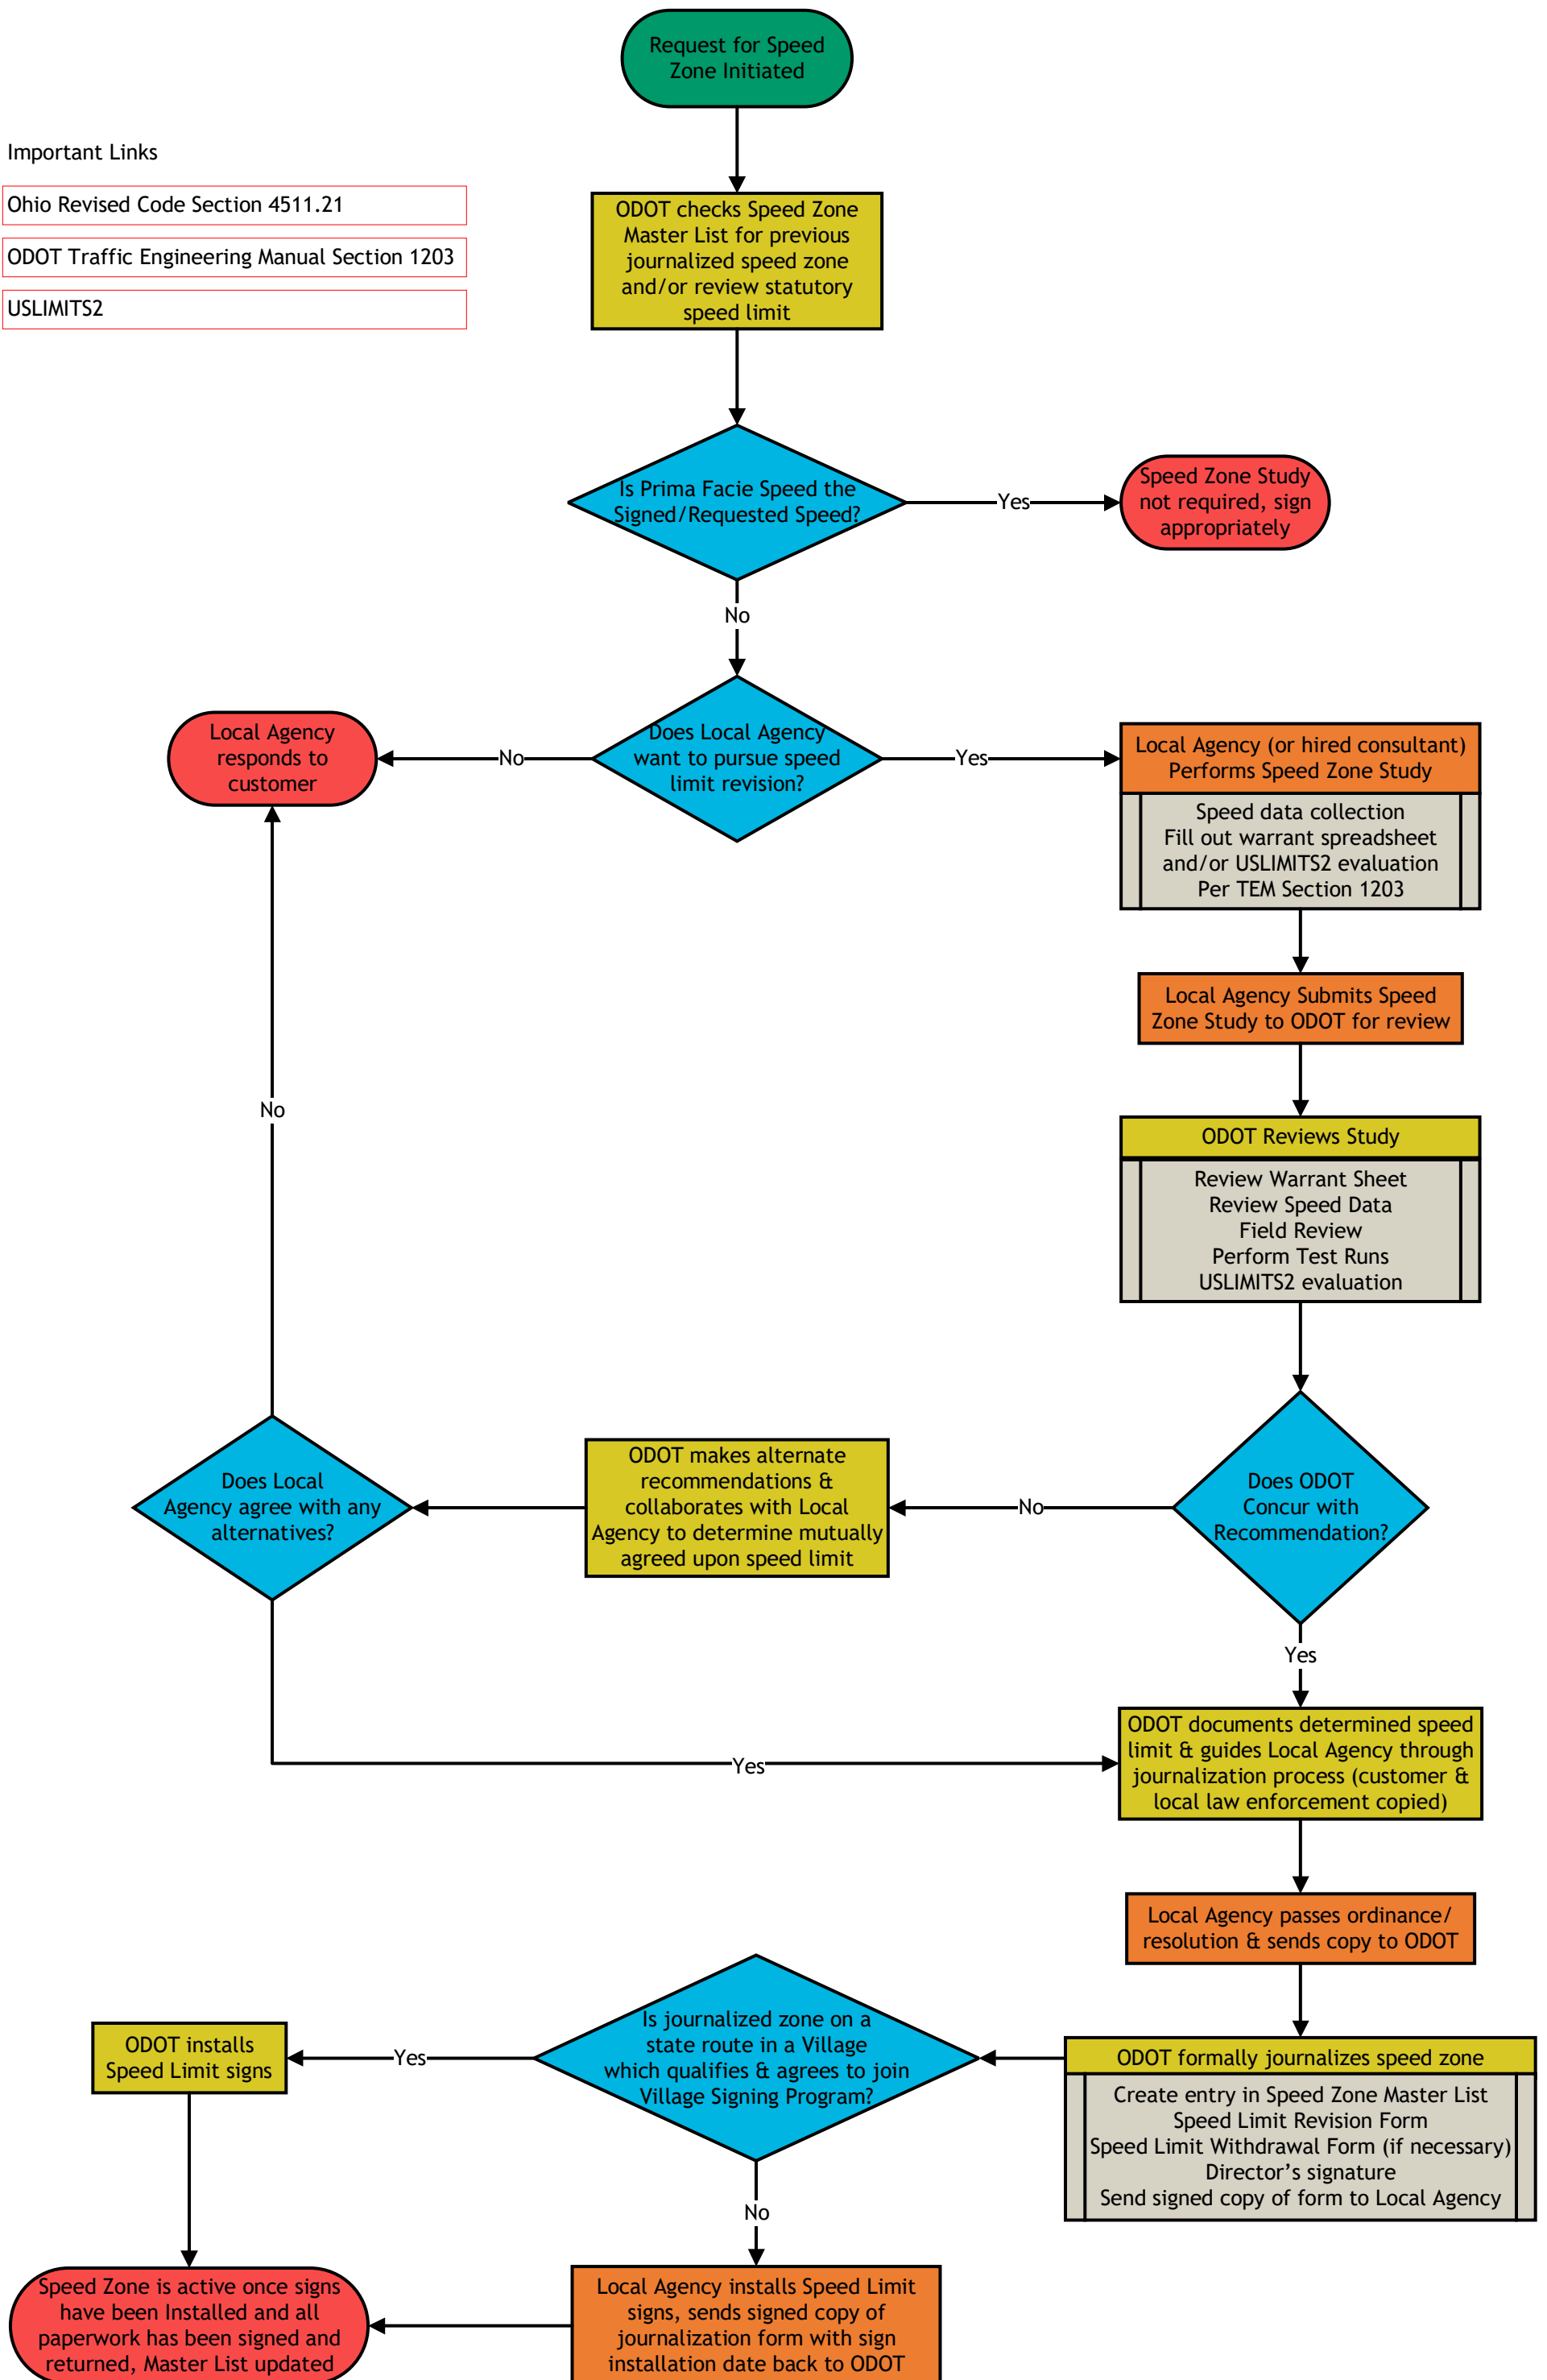 Request for Speed
Zone Initiated
Important Links
Ohio Revised Code Section 4511.21
ODOT Traffic Engineering Manual Section 1203
USLIMITS2
ODOT checks Speed Zone
Master List for previous
journalized speed zone
and/or review statutory
speed limit
Is Prima Facie Speed the
Signed/Requested Speed?
Yes
Speed Zone Study
not required, sign
appropriately
No
Does Local Agency
want to pursue speed
limit revision?
No
Local Agency
responds to
customer
Yes
Local Agency (or hired consultant)
Performs Speed Zone Study
Speed data collection
Fill out warrant spreadsheet
and/or USLIMITS2 evaluation
Per TEM Section 1203
Local Agency Submits Speed
Zone Study to ODOT for review
ODOT Reviews Study
Review Warrant Sheet
Review Speed Data
Field Review
Perform Test Runs
USLIMITS2 evaluation
Does ODOT
Concur with
Recommendation?
No
ODOT makes alternate
recommendations &
collaborates with Local
Agency to determine mutually
agreed upon speed limit
Does Local
Agency agree with any
alternatives?
No
Yes
Yes
ODOT documents determined speed
limit & guides Local Agency through
journalization process (customer &
local law enforcement copied)
Local Agency passes ordinance/
resolution & sends copy to ODOT
ODOT formally journalizes speed zone
Create entry in Speed Zone Master List
Speed Limit Revision Form
Speed Limit Withdrawal Form (if necessary)
Director's signature
Send signed copy of form to Local Agency
Is journalized zone on a
state route in a Village
which qualifies & agrees to join
Village Signing Program?
Yes
ODOT installs
Speed Limit signs
No
Local Agency installs Speed Limit
signs, sends signed copy of
journalization form with sign
installation date back to ODOT
Speed Zone is active once signs
have been Installed and all
paperwork has been signed and
returned, Master List updated